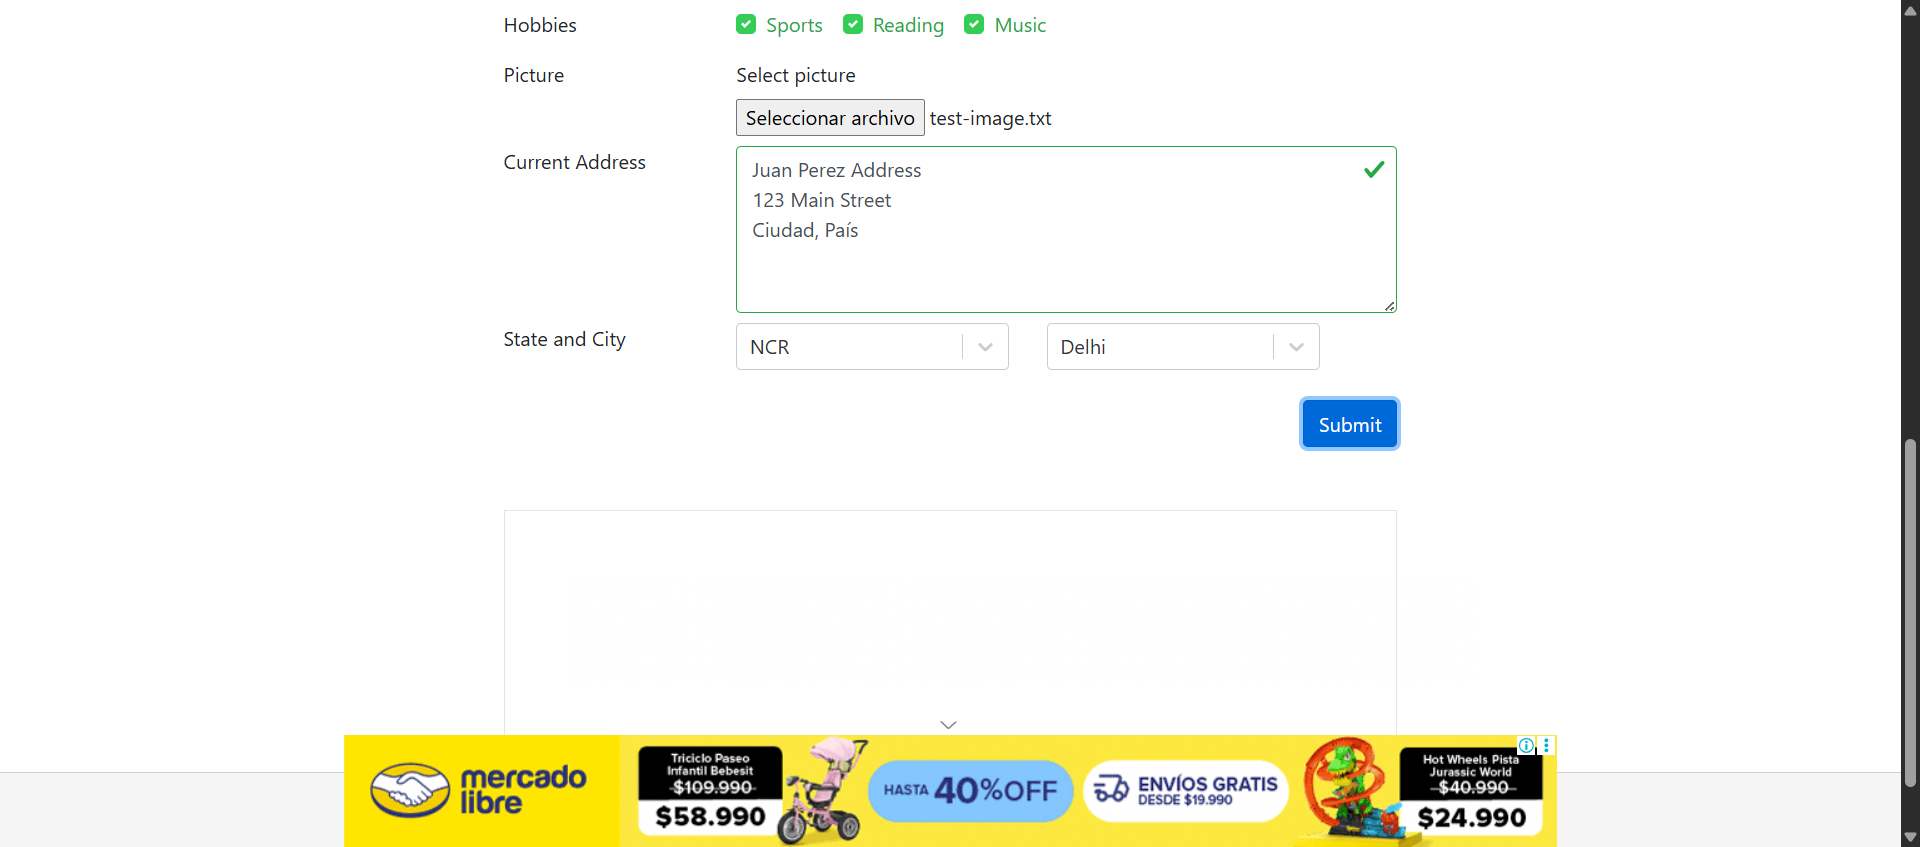 Hobbies
Sports Reading Music
Picture
Select picture
Seleccionar archivo test-image.txt
Current Address
Juan Perez Address
123 Main Street
Ciudad, País
State and City
NCR
Delhi
Submit
mercado
libre
Triciclo Paseo
Infantil Bebesit
$109.990
$58.990
HASTA 40%OFF
ENVÍOS GRATIS
DESDE $19.990
Hot Wheels Pista
Jurassic World
$40.990
$24.990